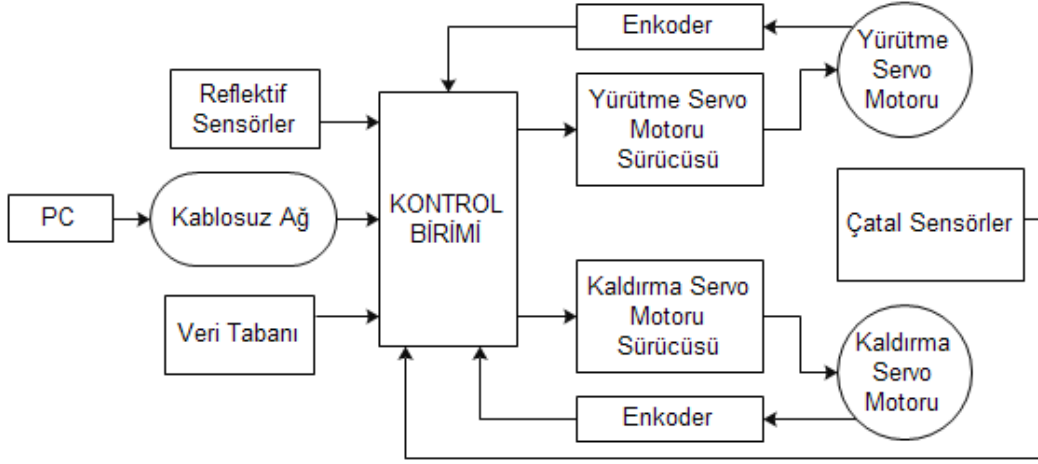 Enkoder
Yürütme
Servo
Motoru
Reflektif
Sensörler
Yürütme Servo
Motoru
Sürücüsü
PC
Kablosuz Ağ
KONTROL
BİRİMİ
Çatal Sensörler
Veri Tabanı
Kaldırma Servo
Motoru
Sürücüsü
Kaldırma
Servo
Motoru
Enkoder